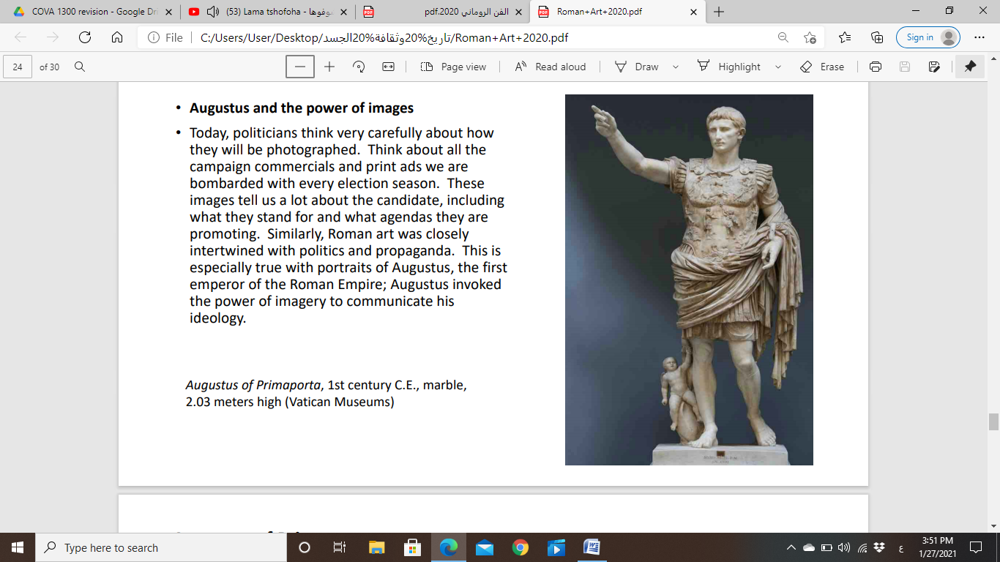 COVA 1300 revision - Google Dri
(53) Lama tshofoha - شوفوها
الفن الروماني 2020.pdf
Roman+Art+2020.pdf
File
C:/Users/User/Desktop/تاريخ%20وثقافة%20الجسد/Roman+Art+2020.pdf
Sign in
24 of 30
Page view
Read aloud
Draw
Highlight
Erase
• Augustus and the power of images
• Today, politicians think very carefully about how
they will be photographed. Think about all the
campaign commercials and print ads we are
bombarded with every election season. These
images tell us a lot about the candidate, including
what they stand for and what agendas they are
promoting. Similarly, Roman art was closely
intertwined with politics and propaganda. This is
especially true with portraits of Augustus, the first
emperor of the Roman Empire; Augustus invoked
the power of imagery to communicate his
ideology.
Augustus of Primaporta, 1st century C.E., marble,
2.03 meters high (Vatican Museums)
Type here to search
ع
3:51 PM
1/27/2021